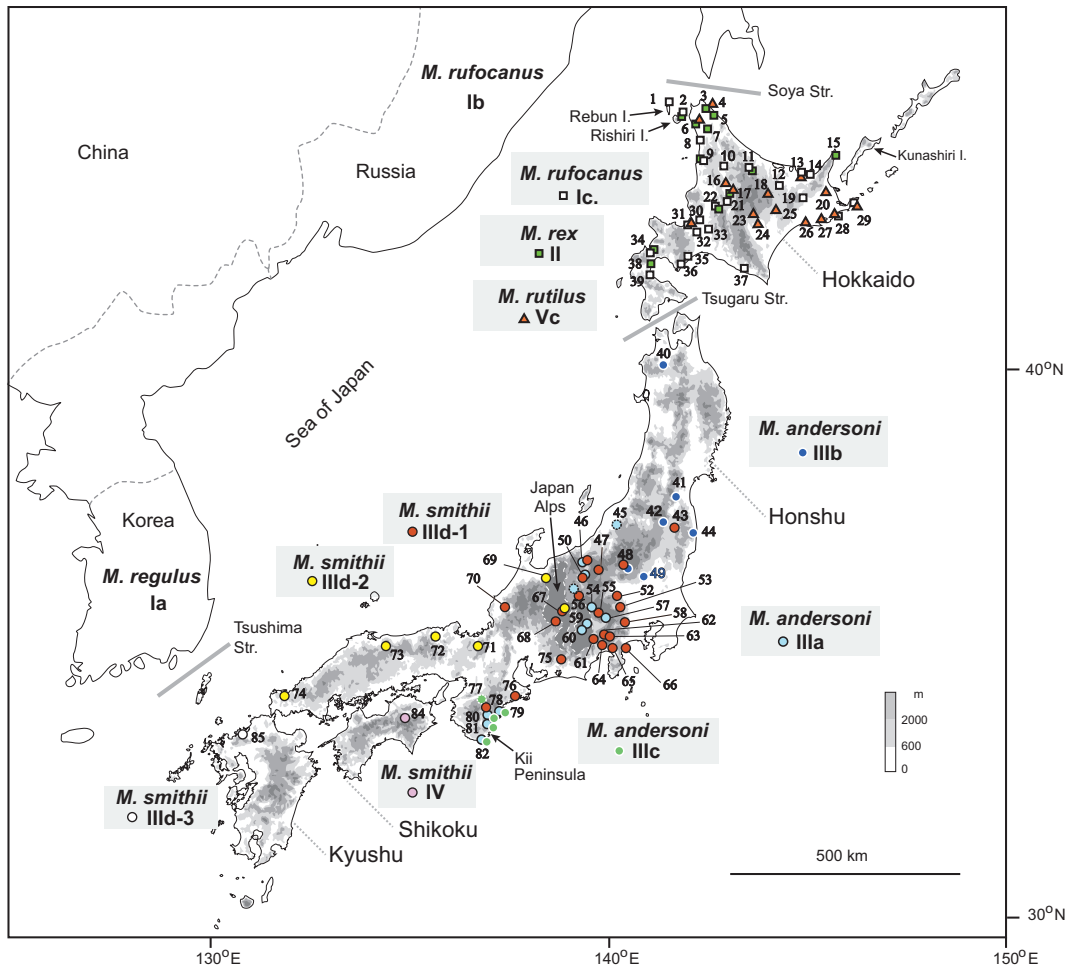 M. rufocanus
Ib
China
Russia
Soya Str.
Rebun I.
Rishiri I.
Kunashiri I.
1
2
3
4
5
6
7
8
9
10
11
12
13
14
15
16
17
18
19
20
21
22
23
24
25
26
27
28
29
30
31
32
33
34
35
36
37
38
39
M. rufocanus
Ic.
M. rex
II
M. rutilus
Vc
Hokkaido
Tsugaru Str.
40
40°N
Sea of Japan
M. andersoni
IIIb
Japan
Alps
41
42
43
44
45
46
47
48
49
50
Honshu
Korea
M. regulus
Ia
M. smithii
IIId-1
M. smithii
IIId-2
52
53
54
55
56
57
58
59
60
61
62
63
64
65
66
67
68
69
70
71
72
73
74
75
76
77
78
79
80
81
82
84
85
M. andersoni
IIIa
Tsushima
Str.
M. andersoni
IIIc
Kii
Peninsula
m
2000
600
0
M. smithii
IV
M. smithii
IIId-3
Shikoku
Kyushu
500 km
30°N
130°E
140°E
150°E